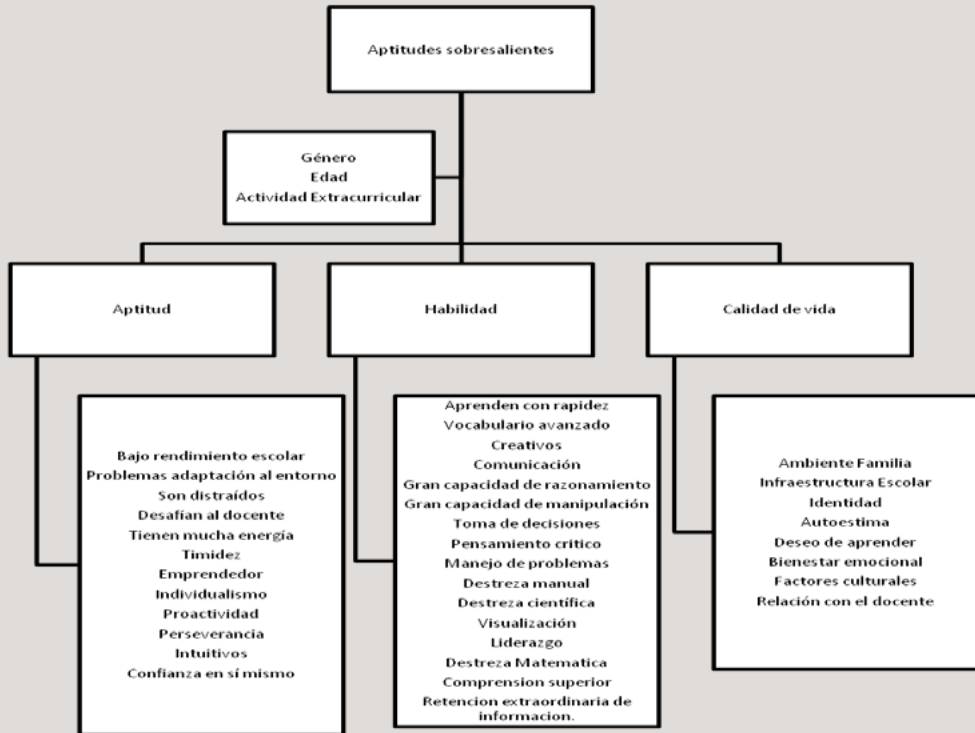 Aptitudes sobresalientes
Género
Edad
Actividad Extracurricular
Aptitud
Habilidad
Calidad de vida
Bajo rendimiento escolar
Problemas adaptación al entorno
Son distraídos
Desafían al docente
Tienen mucha energía
Timidez
Emprendedor
Individualismo
Proactividad
Perseverancia
Intuitivos
Confianza en sí mismo
Aprenden con rapidez
Vocabulario avanzado
Creativos
Comunicación
Gran capacidad de razonamiento
Gran capacidad de manipulación
Toma de decisiones
Pensamiento critico
Manejo de problemas
Destreza manual
Destreza científica
Visualización
Liderazgo
Destreza Matematica
Comprension superior
Retencion extraordinaria de
informacion.
Ambiente Familia
Infraestructura Escolar
Identidad
Autoestima
Deseo de aprender
Bienestar emocional
Factores culturales
Relación con el docente